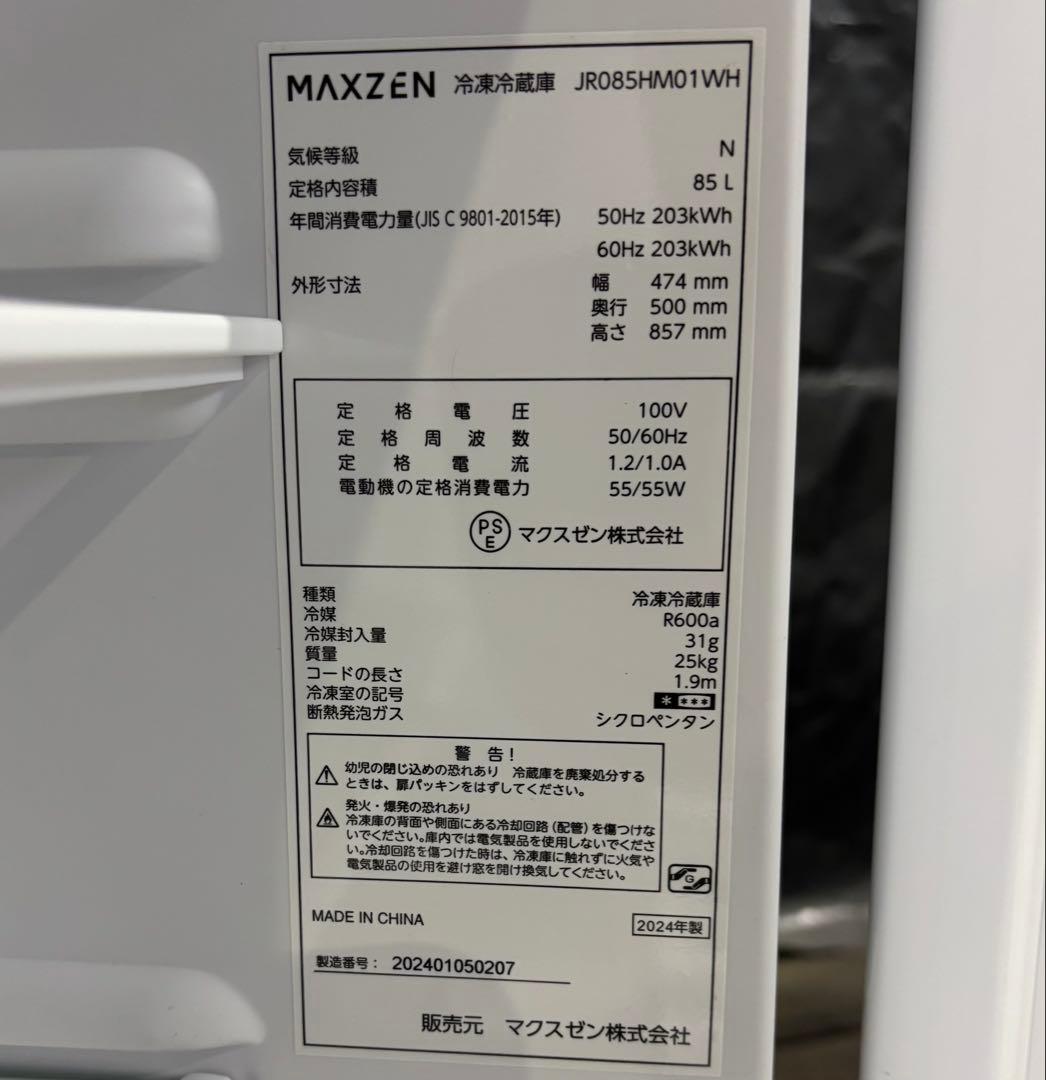 MAXZEN 冷凍冷蔵庫 JR085HM01WH
気候等級 N
定格内容積 85 L
年間消費電力量(JIS C 9801-2015年) 50Hz 203kWh
60Hz 203kWh
外形寸法 幅 474 mm
奥行 500 mm
高さ 857 mm
定格電圧 100V
定格周波数 50/60Hz
定格電流 1.2/1.0A
電動機の定格消費電力 55/55W
PSE マクスゼン株式会社
種類 冷凍冷蔵庫
冷媒 R600a
冷媒封入量 31g
質量 25kg
コードの長さ 1.9m
冷凍室の記号 * ***
断熱発泡ガス シクロペンタン
警 告!
幼児の閉じ込めの恐れあり 冷蔵庫を廃棄処分する
ときは、扉パッキンをはずしてください。
発火・爆発の恐れあり
冷蔵庫の背面や側面にある冷却回路(配管)を傷つけな
いでください。庫内では電気製品を使用しないでくださ
い。冷却回路を傷つけた時は、冷凍庫に触れずに火気や
電気製品の使用を避け窓を開け換気してください。
G
MADE IN CHINA 2024年製
製造番号: 202401050207
販売元 マクスゼン株式会社